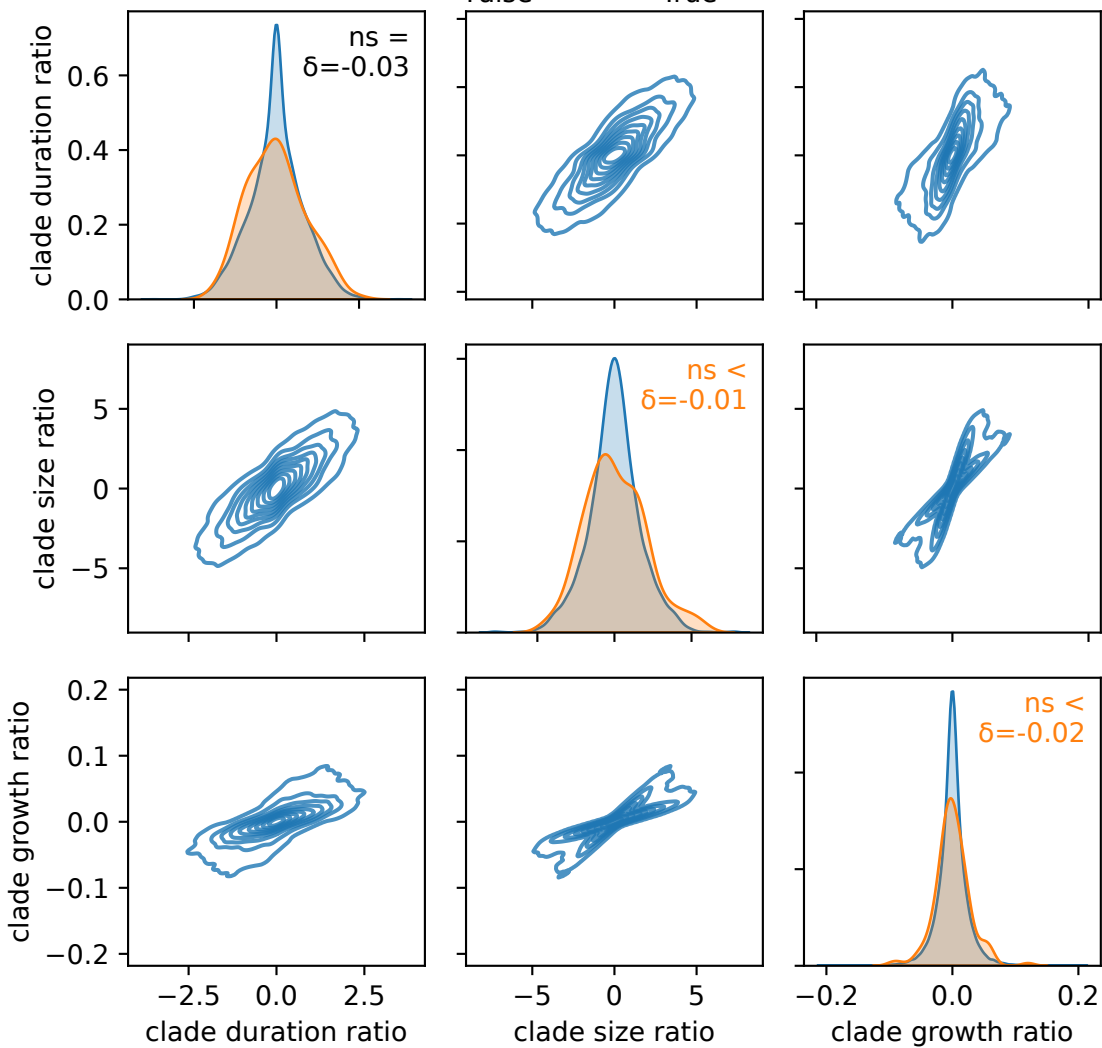 clade duration ratio
0.6
0.4
0.2
0.0
ns =
δ=-0.03
clade size ratio
5
0
−5
ns <
δ=-0.01
clade growth ratio
0.2
0.1
0.0
−0.1
−0.2
ns <
δ=-0.02
−2.5 0.0 2.5
−5 0 5
−0.2 0.0 0.2
clade duration ratio
clade size ratio
clade growth ratio